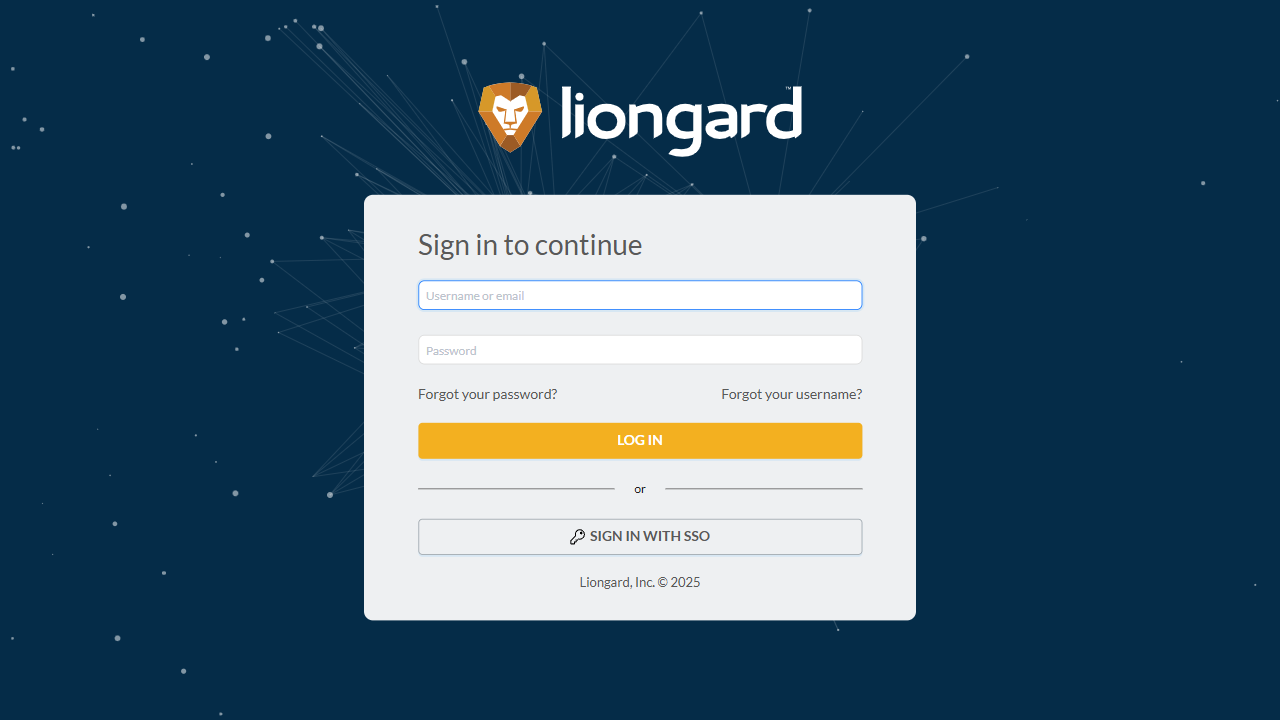 liongard™
Sign in to continue
Username or email
Password
Forgot your password? Forgot your username?
LOG IN
or
SIGN IN WITH SSO
Liongard, Inc. © 2025